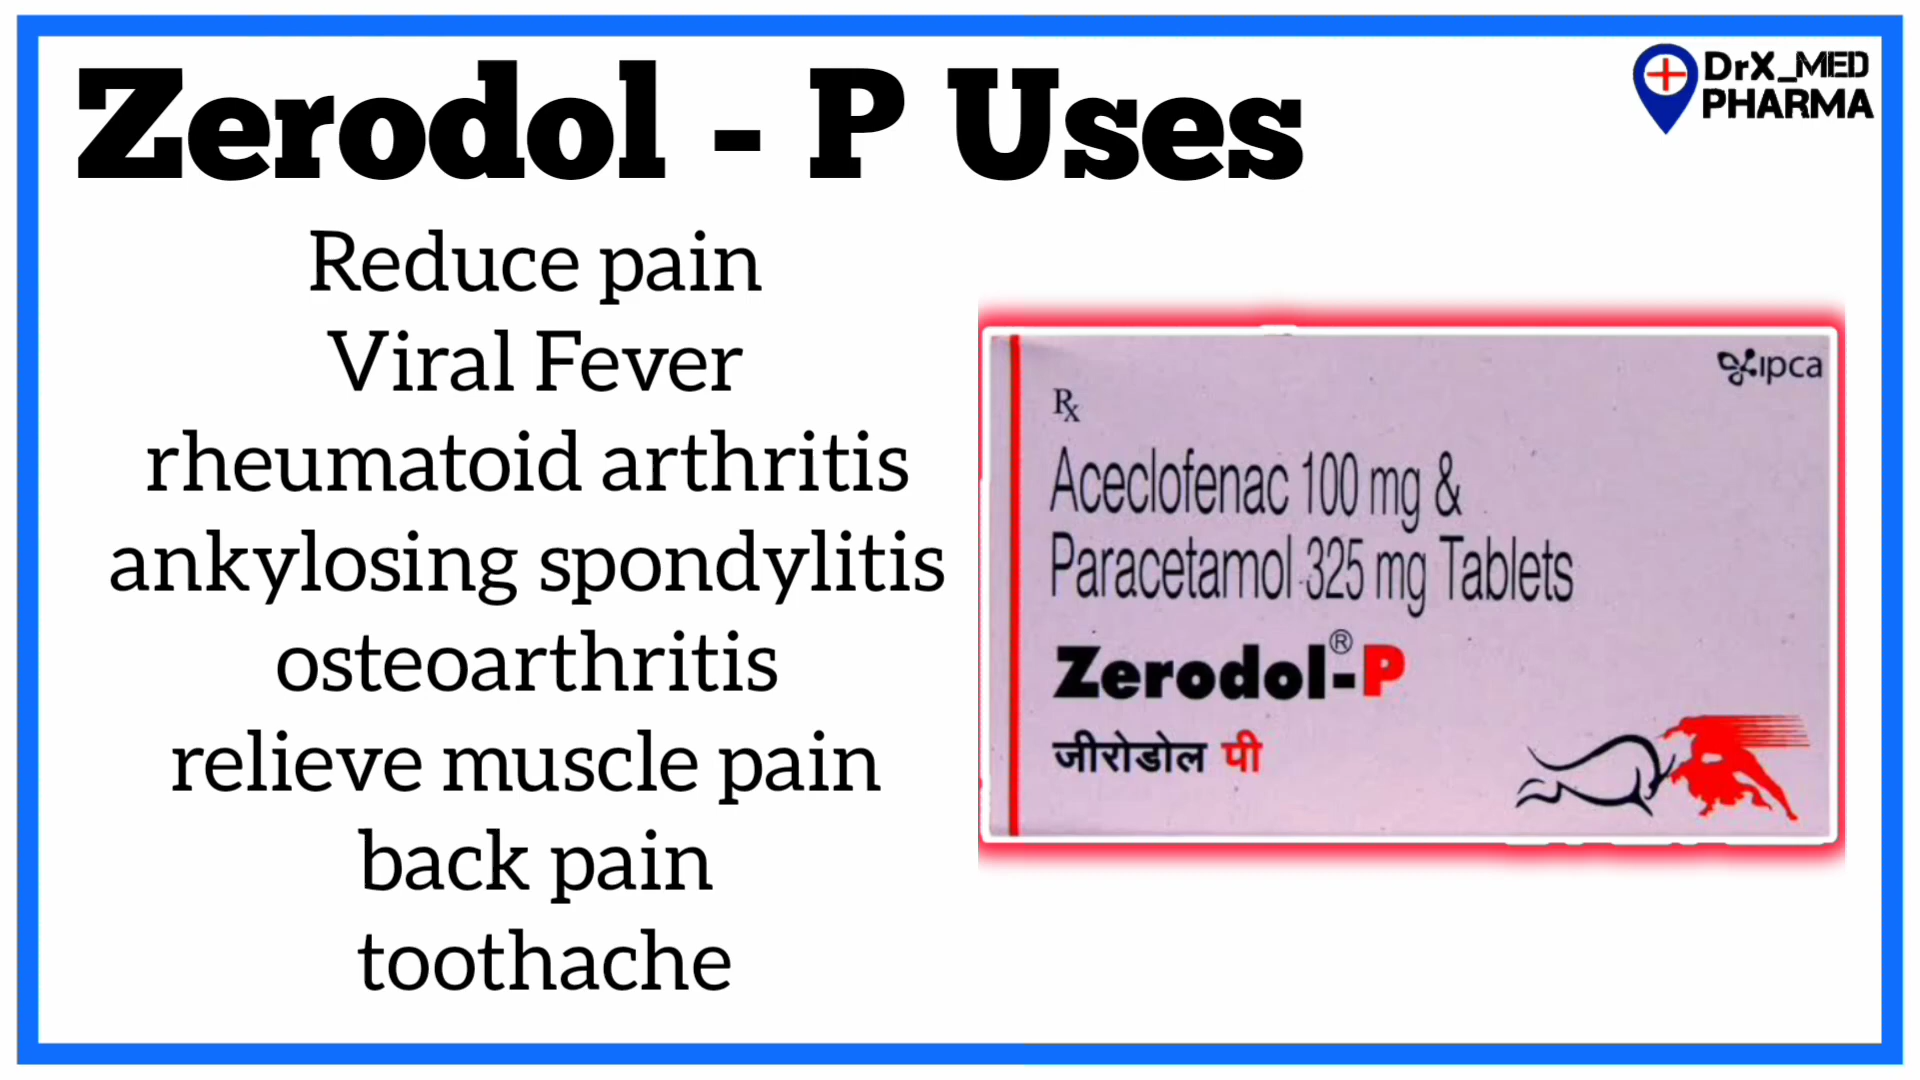 Zerodol - P Uses
DrX_MED
PHARMA
Reduce pain
Viral Fever
rheumatoid arthritis
ankylosing spondylitis
osteoarthritis
relieve muscle pain
back pain
toothache
ipca
Rx
Aceclofenac 100 mg &
Paracetamol 325 mg Tablets
Zerodol®-P
जीरोडोल पी